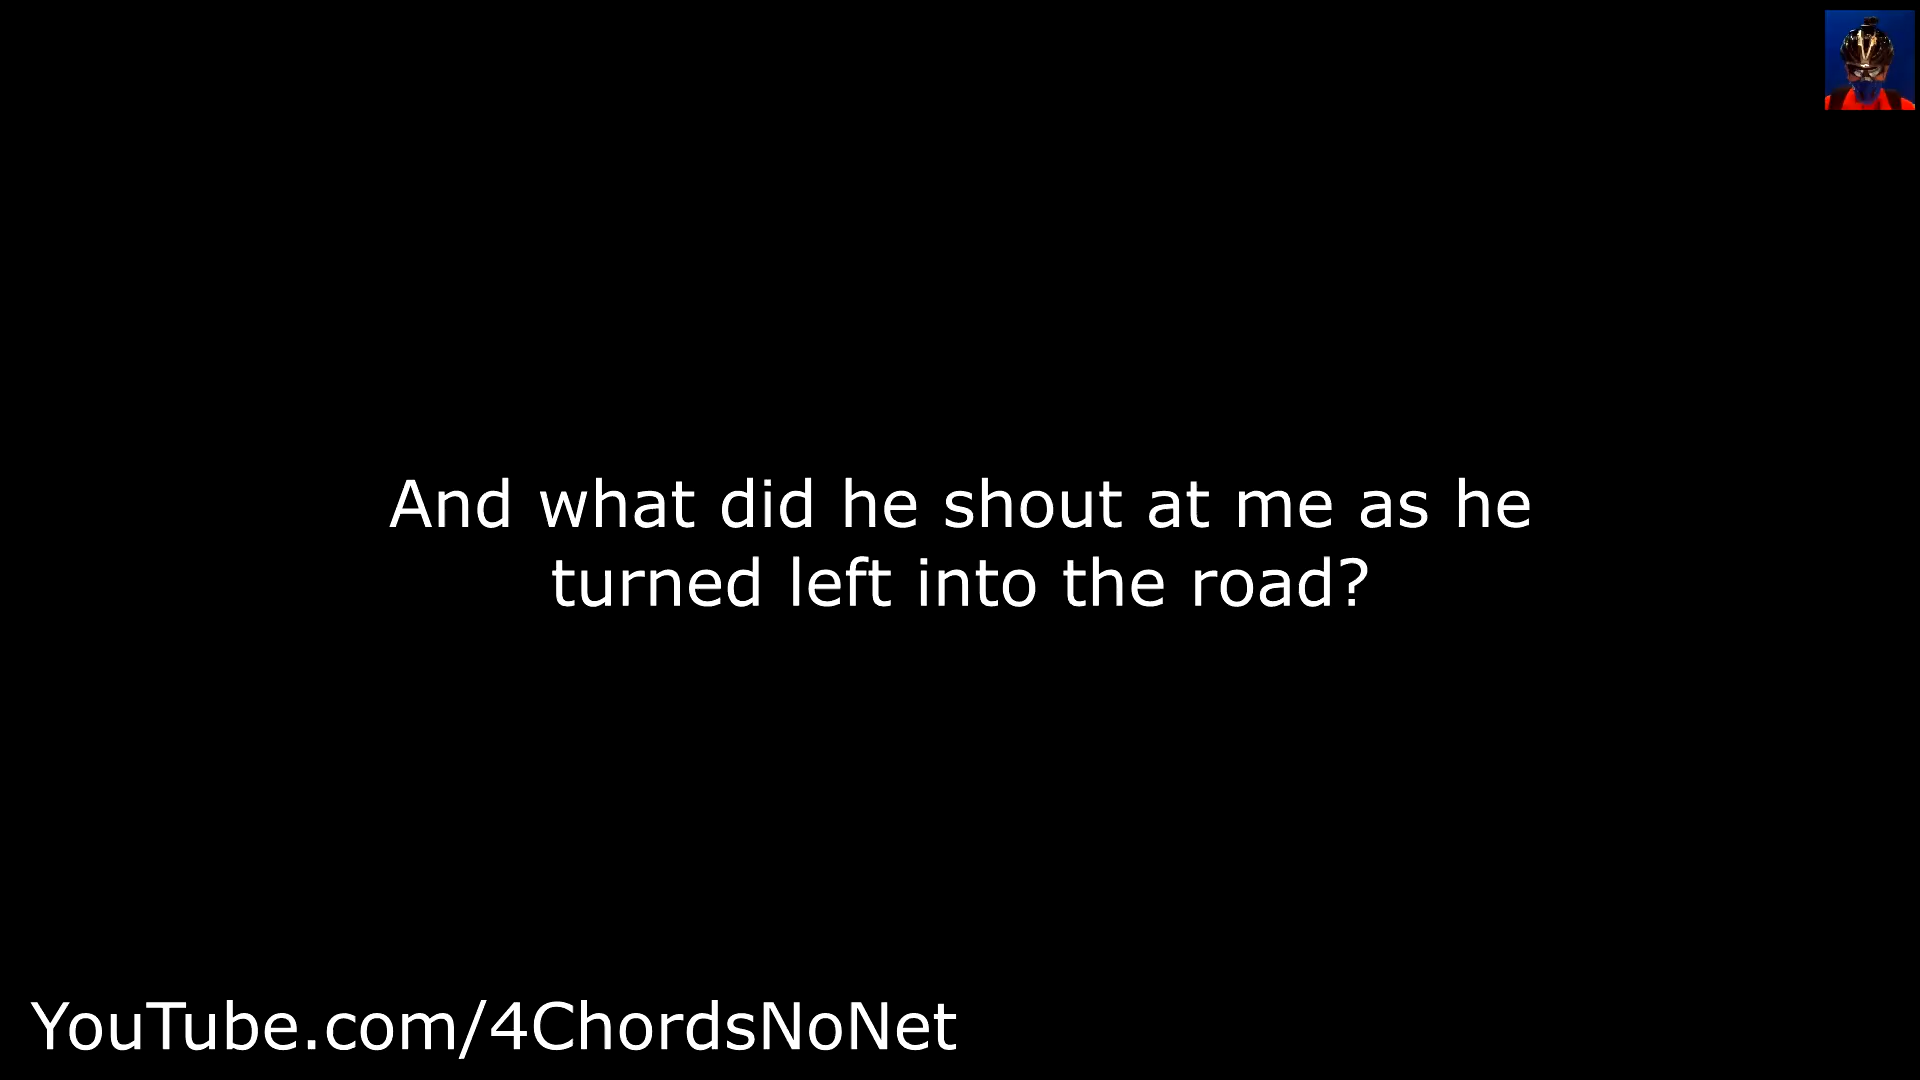 And what did he shout at me as he
turned left into the road?
YouTube.com/4ChordsNoNet